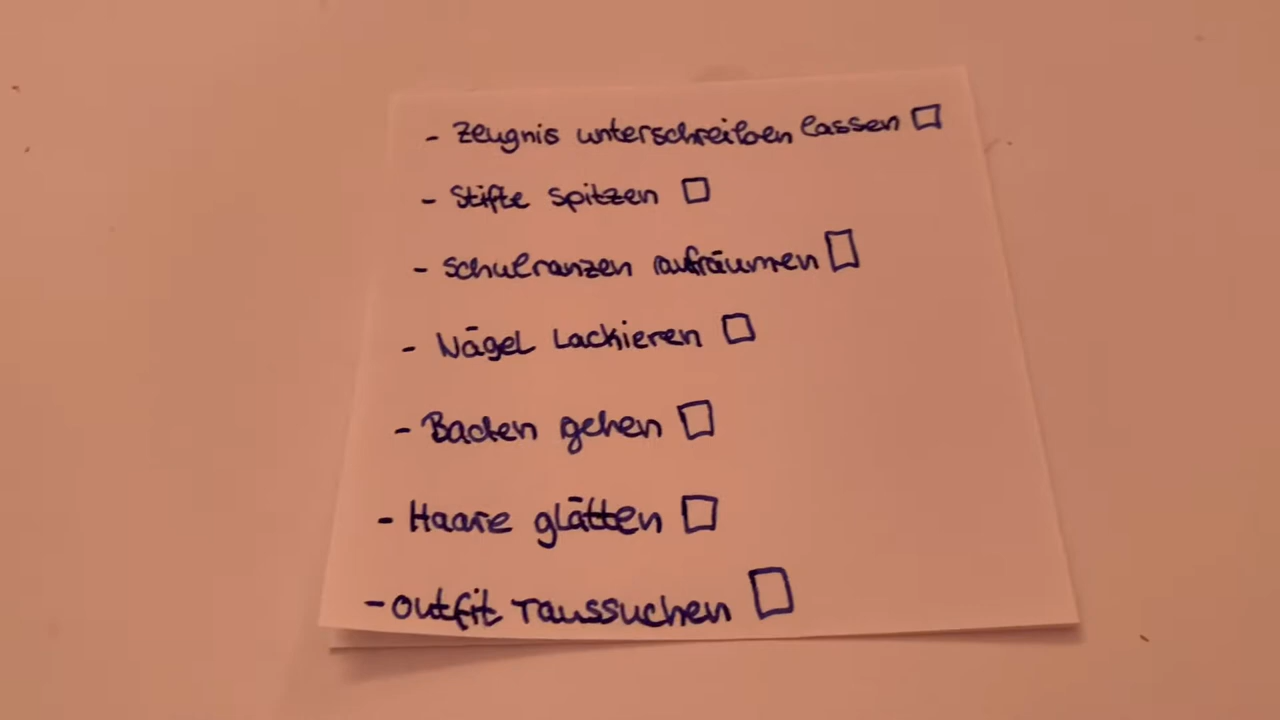 - Zeugnis unterschreiben lassen ☐
- Stifte spitzen ☐
- Schulranzen aufräumen ☐
- Nägel Lackieren ☐
- Baden gehen ☐
- Haare glätten ☐
- outfit raussuchen ☐